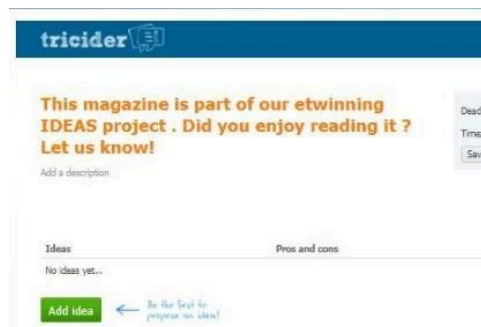 tricider
This magazine is part of our etwinning
IDEAS project . Did you enjoy reading it ?
Let us know!
Add a description
Dead
Time
Sav
Ideas
Pros and cons
No ideas yet...
Add idea
Be the first to
propose an idea!